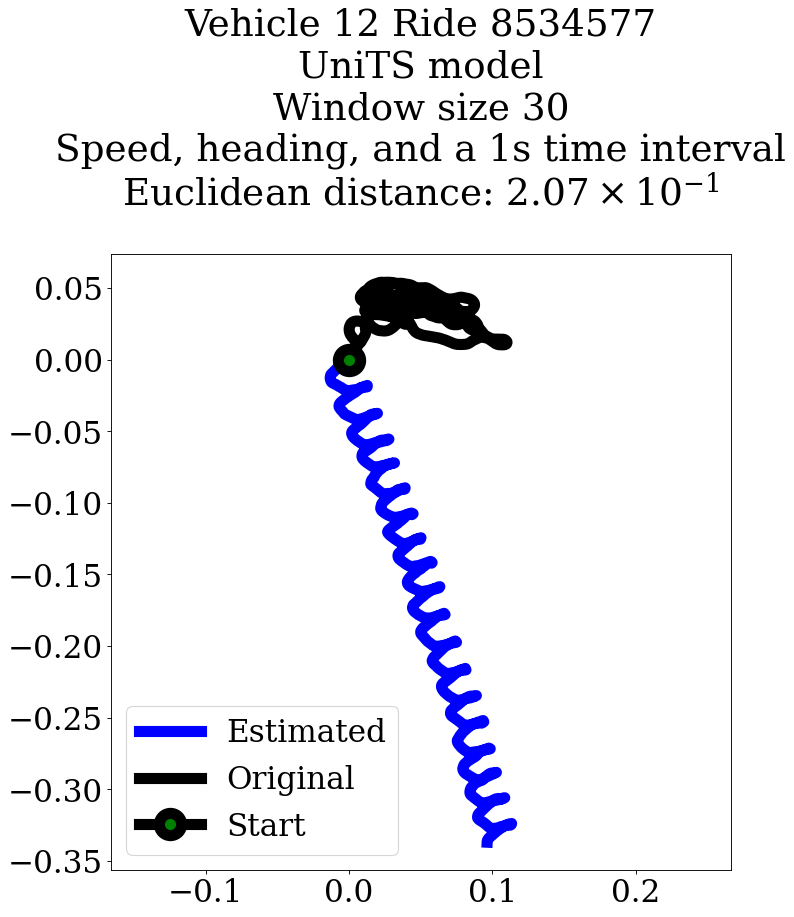 Vehicle 12 Ride 8534577
UniTS model
Window size 30
Speed, heading, and a 1s time interval
Euclidean distance: 2.07 × 10⁻¹
0.05
0.00
−0.05
−0.10
−0.15
−0.20
−0.25
−0.30
−0.35
Estimated
Original
Start
−0.1
0.0
0.1
0.2